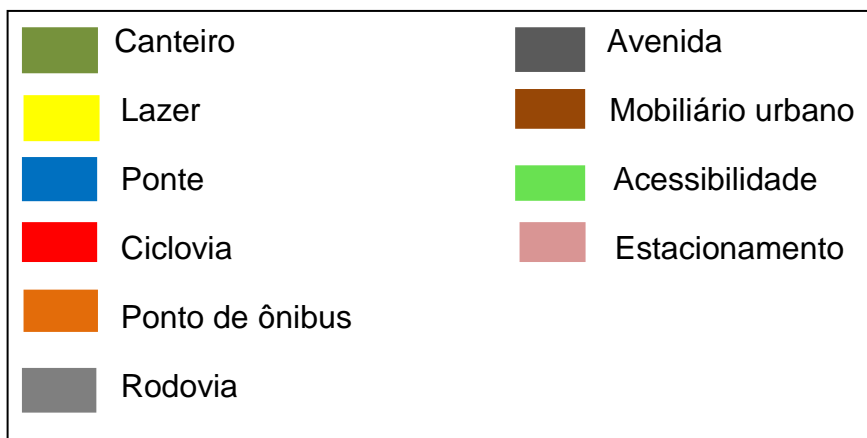 Canteiro
Lazer
Ponte
Ciclovia
Ponto de ônibus
Rodovia
Avenida
Mobiliário urbano
Acessibilidade
Estacionamento